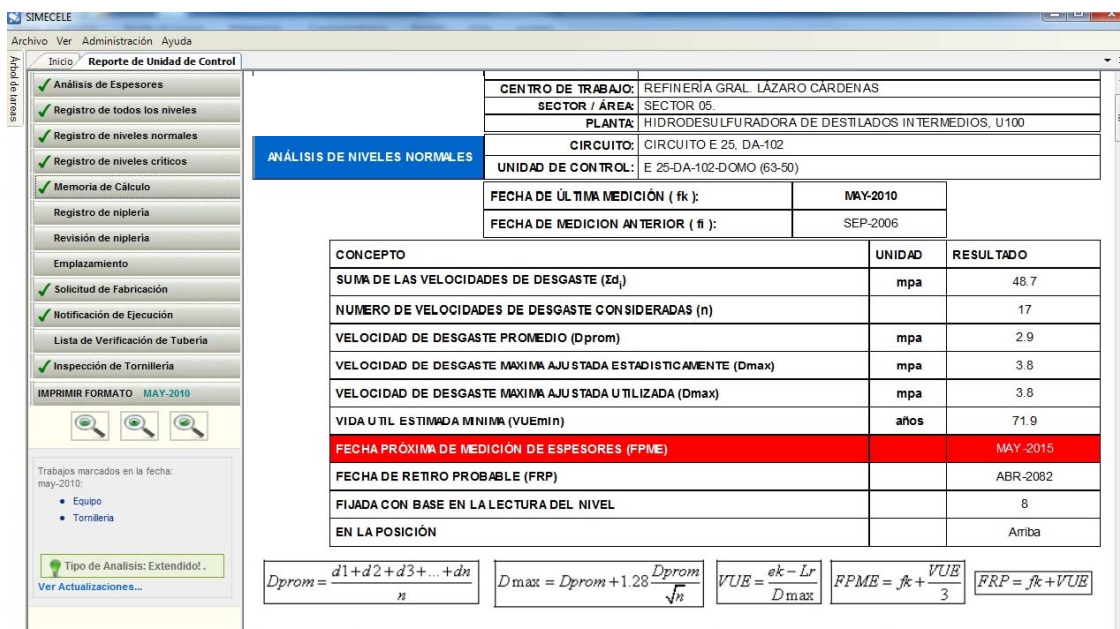 SIMECELE
Archivo Ver Administración Ayuda
Árbol de tareas
Inicio Reporte de Unidad de Control
Análisis de Espesores
Registro de todos los niveles
Registro de niveles normales
Registro de niveles críticos
Memoria de Cálculo
Registro de niplería
Revisión de niplería
Emplazamiento
Solicitud de Fabricación
Notificación de Ejecución
Lista de Verificación de Tubería
Inspección de Tornillería
IMPRIMIR FORMATO MAY-2010
Trabajos marcados en la fecha:
may-2010:
Equipo
Tornilleria
Tipo de Analisis: Extendido! .
Ver Actualizaciones...
CENTRO DE TRABAJO: REFINERÍA GRAL. LÁZARO CÁRDENAS
SECTOR / ÁREA: SECTOR 05.
PLANTA: HIDRODESULFURADORA DE DESTILADOS INTERMEDIOS, U100
ANÁLISIS DE NIVELES NORMALES
CIRCUITO: CIRCUITO E 25, DA-102
UNIDAD DE CONTROL: E 25-DA-102-DOMO (63-50)
FECHA DE ÚLTIMA MEDICIÓN ( fk ): MAY-2010
FECHA DE MEDICION ANTERIOR ( fi ): SEP-2006
CONCEPTO UNIDAD RESULTADO
SUMA DE LAS VELOCIDADES DE DESGASTE (Σdi) mpa 48.7
NUMERO DE VELOCIDADES DE DESGASTE CONSIDERADAS (n) 17
VELOCIDAD DE DESGASTE PROMEDIO (Dprom) mpa 2.9
VELOCIDAD DE DESGASTE MAXIMA AJUSTADA ESTADISTICAMENTE (Dmax) mpa 3.8
VELOCIDAD DE DESGASTE MAXIMA AJUSTADA UTILIZADA (Dmax) mpa 3.8
VIDA UTIL ESTIMADA MINIMA (VUEmin) años 71.9
FECHA PRÓXIMA DE MEDICIÓN DE ESPESORES (FPME) MAY-2015
FECHA DE RETIRO PROBABLE (FRP) ABR-2082
FIJADA CON BASE EN LA LECTURA DEL NIVEL 8
EN LA POSICIÓN Arriba
Dprom = d1+d2+d3+...+dn / n
Dmax = Dprom + 1.28 Dprom / √n
VUE = ek − Lr / Dmax
FPME = fk + VUE / 3
FRP = fk + VUE